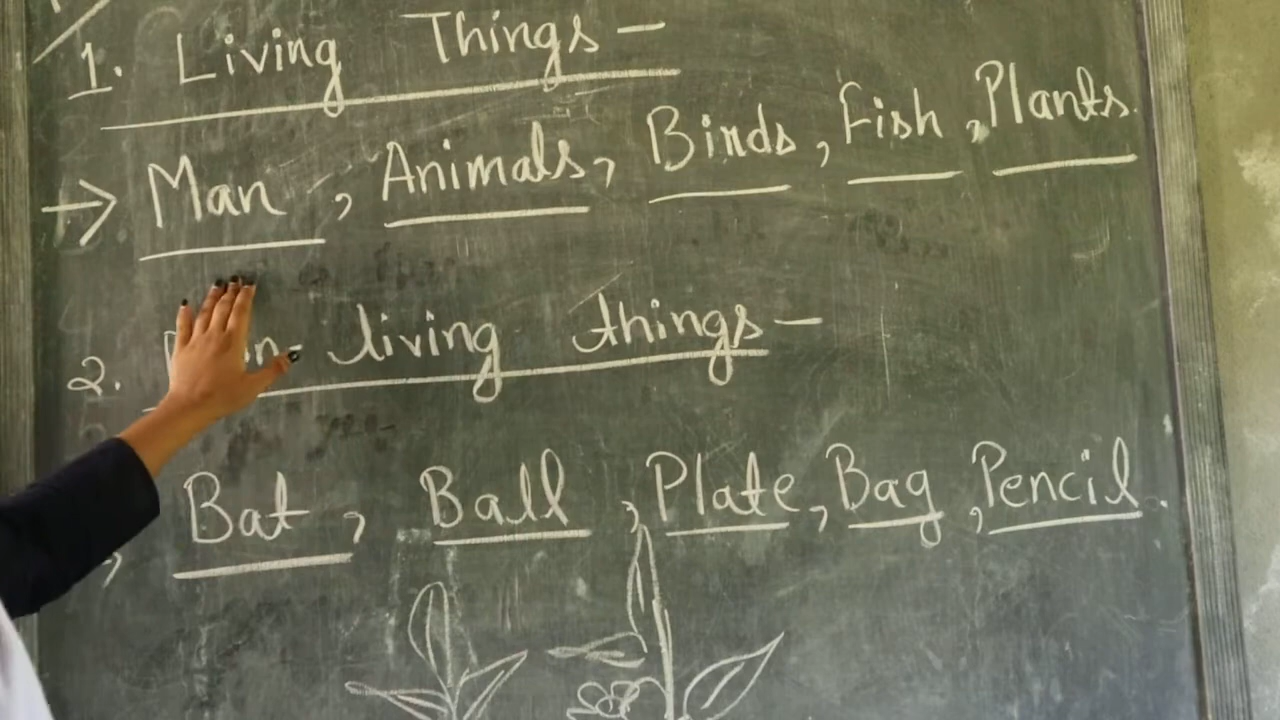 1. Living Things –
→ Man, Animals, Birds, Fish, Plants.
2. living things –
Bat, Ball, Plate, Bag, Pencil.